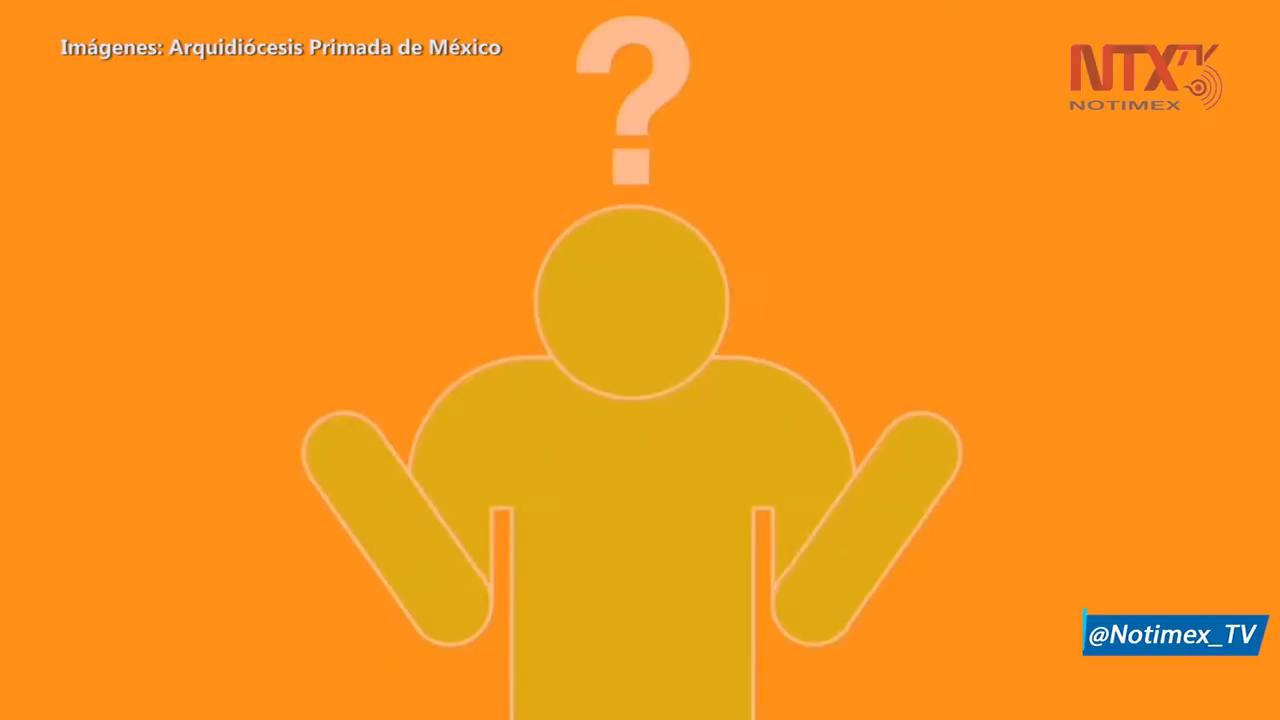 Imágenes: Arquidiócesis Primada de México
NTX TV
NOTIMEX
?
@Notimex_TV